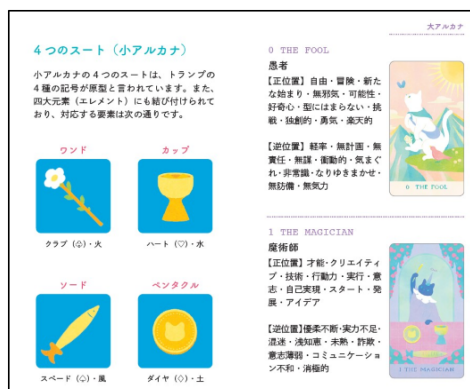 大アルカナ
4つのスート（小アルカナ）
小アルカナの4つのスートは、トランプの
4種の記号が原型と言われています。また、
四大元素（エレメント）にも結び付けられて
おり、対応する要素は次の通りです。
ワンド
カップ
クラブ（♧）・火
ハート（♡）・水
ソード
ペンタクル
スペード（♤）・風
ダイヤ（♢）・土
0 THE FOOL
愚者
【正位置】自由・冒険・新た
な始まり・無邪気・可能性・
好奇心・型にはまらない・挑
戦・独創的・勇気・楽天的
【逆位置】軽率・無計画・無
責任・無謀・衝動的・気まぐ
れ・非常識・なりゆきまかせ・
無防備・無気力
0 THE FOOL
1 THE MAGICIAN
魔術師
【正位置】才能・クリエイティ
ブ・技術・行動力・実行・意
志・自己実現・スタート・発
展・アイデア
【逆位置】優柔不断・実力不足・
混迷・浅知恵・未熟・詐欺・
意志薄弱・コミュニケーショ
ン不和・消極的
1 THE MAGICIAN